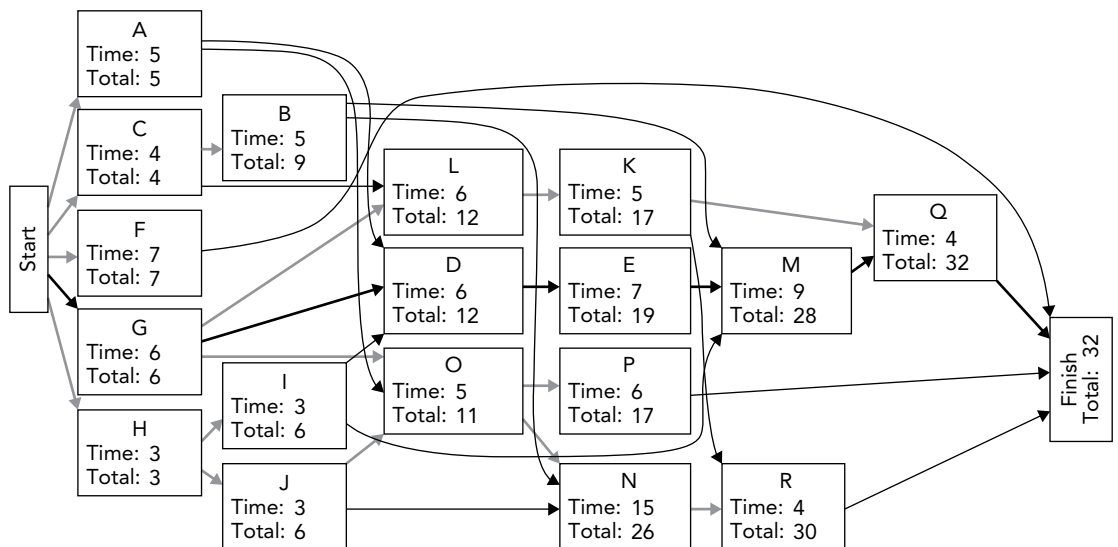 Start
A
Time: 5
Total: 5
C
Time: 4
Total: 4
B
Time: 5
Total: 9
F
Time: 7
Total: 7
G
Time: 6
Total: 6
H
Time: 3
Total: 3
I
Time: 3
Total: 6
J
Time: 3
Total: 6
L
Time: 6
Total: 12
D
Time: 6
Total: 12
O
Time: 5
Total: 11
K
Time: 5
Total: 17
E
Time: 7
Total: 19
P
Time: 6
Total: 17
N
Time: 15
Total: 26
M
Time: 9
Total: 28
R
Time: 4
Total: 30
Q
Time: 4
Total: 32
Finish
Total: 32